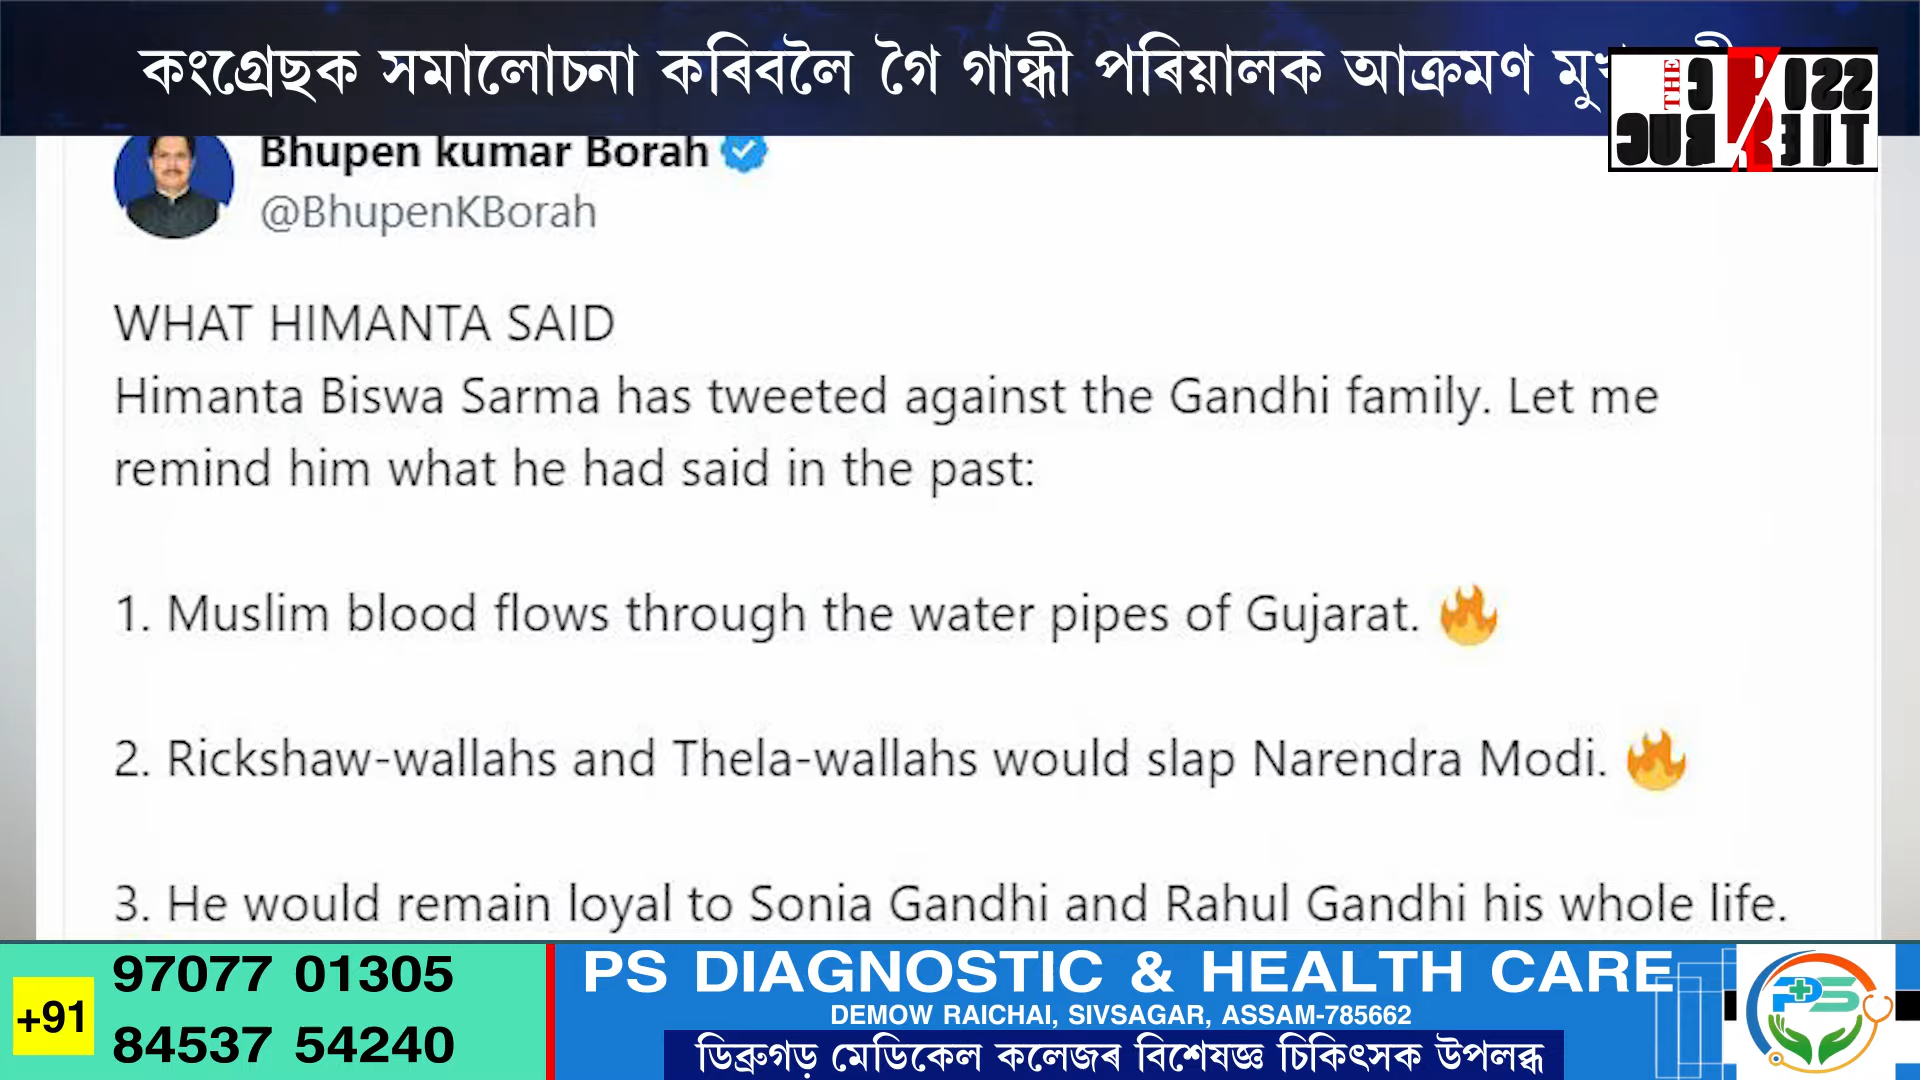 কংগ্ৰেছক সমালোচনা কৰিবলৈ গৈ গান্ধী পৰিয়ালক আক্ৰমণ
THE CROSS
CURRENT
Bhupen kumar Borah
@BhupenKBorah
WHAT HIMANTA SAID
Himanta Biswa Sarma has tweeted against the Gandhi family. Let me
remind him what he had said in the past:
1. Muslim blood flows through the water pipes of Gujarat. 🔥
2. Rickshaw-wallahs and Thela-wallahs would slap Narendra Modi. 🔥
3. He would remain loyal to Sonia Gandhi and Rahul Gandhi his whole life.
+91
97077 01305
84537 54240
PS DIAGNOSTIC & HEALTH CARE
DEMOW RAICHAI, SIVSAGAR, ASSAM-785662
ডিব্ৰুগড় মেডিকেল কলেজৰ বিশেষজ্ঞ চিকিৎসক উপলব্ধ
PS